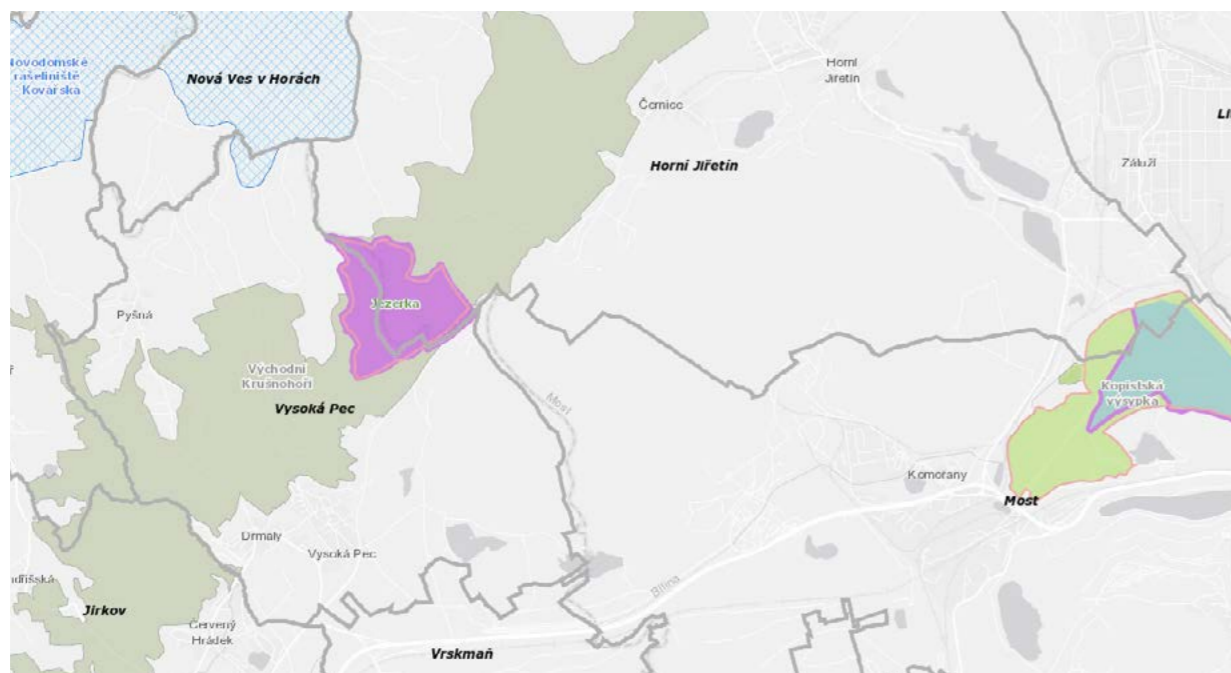 Novodomské
rašeliniště
Kovářská
Nová Ves v Horách
Horní
Jiřetín
Černice
Horní Jiřetín
Záluží
Jezerka
Pyšná
Východní
Krušnohoří
Vysoká Pec
Most
Kopistská
výsypka
Komořany
Most
Drmaly
Vysoká Pec
Bílina
Jirkov
Červený
Hrádek
Vrskmaň